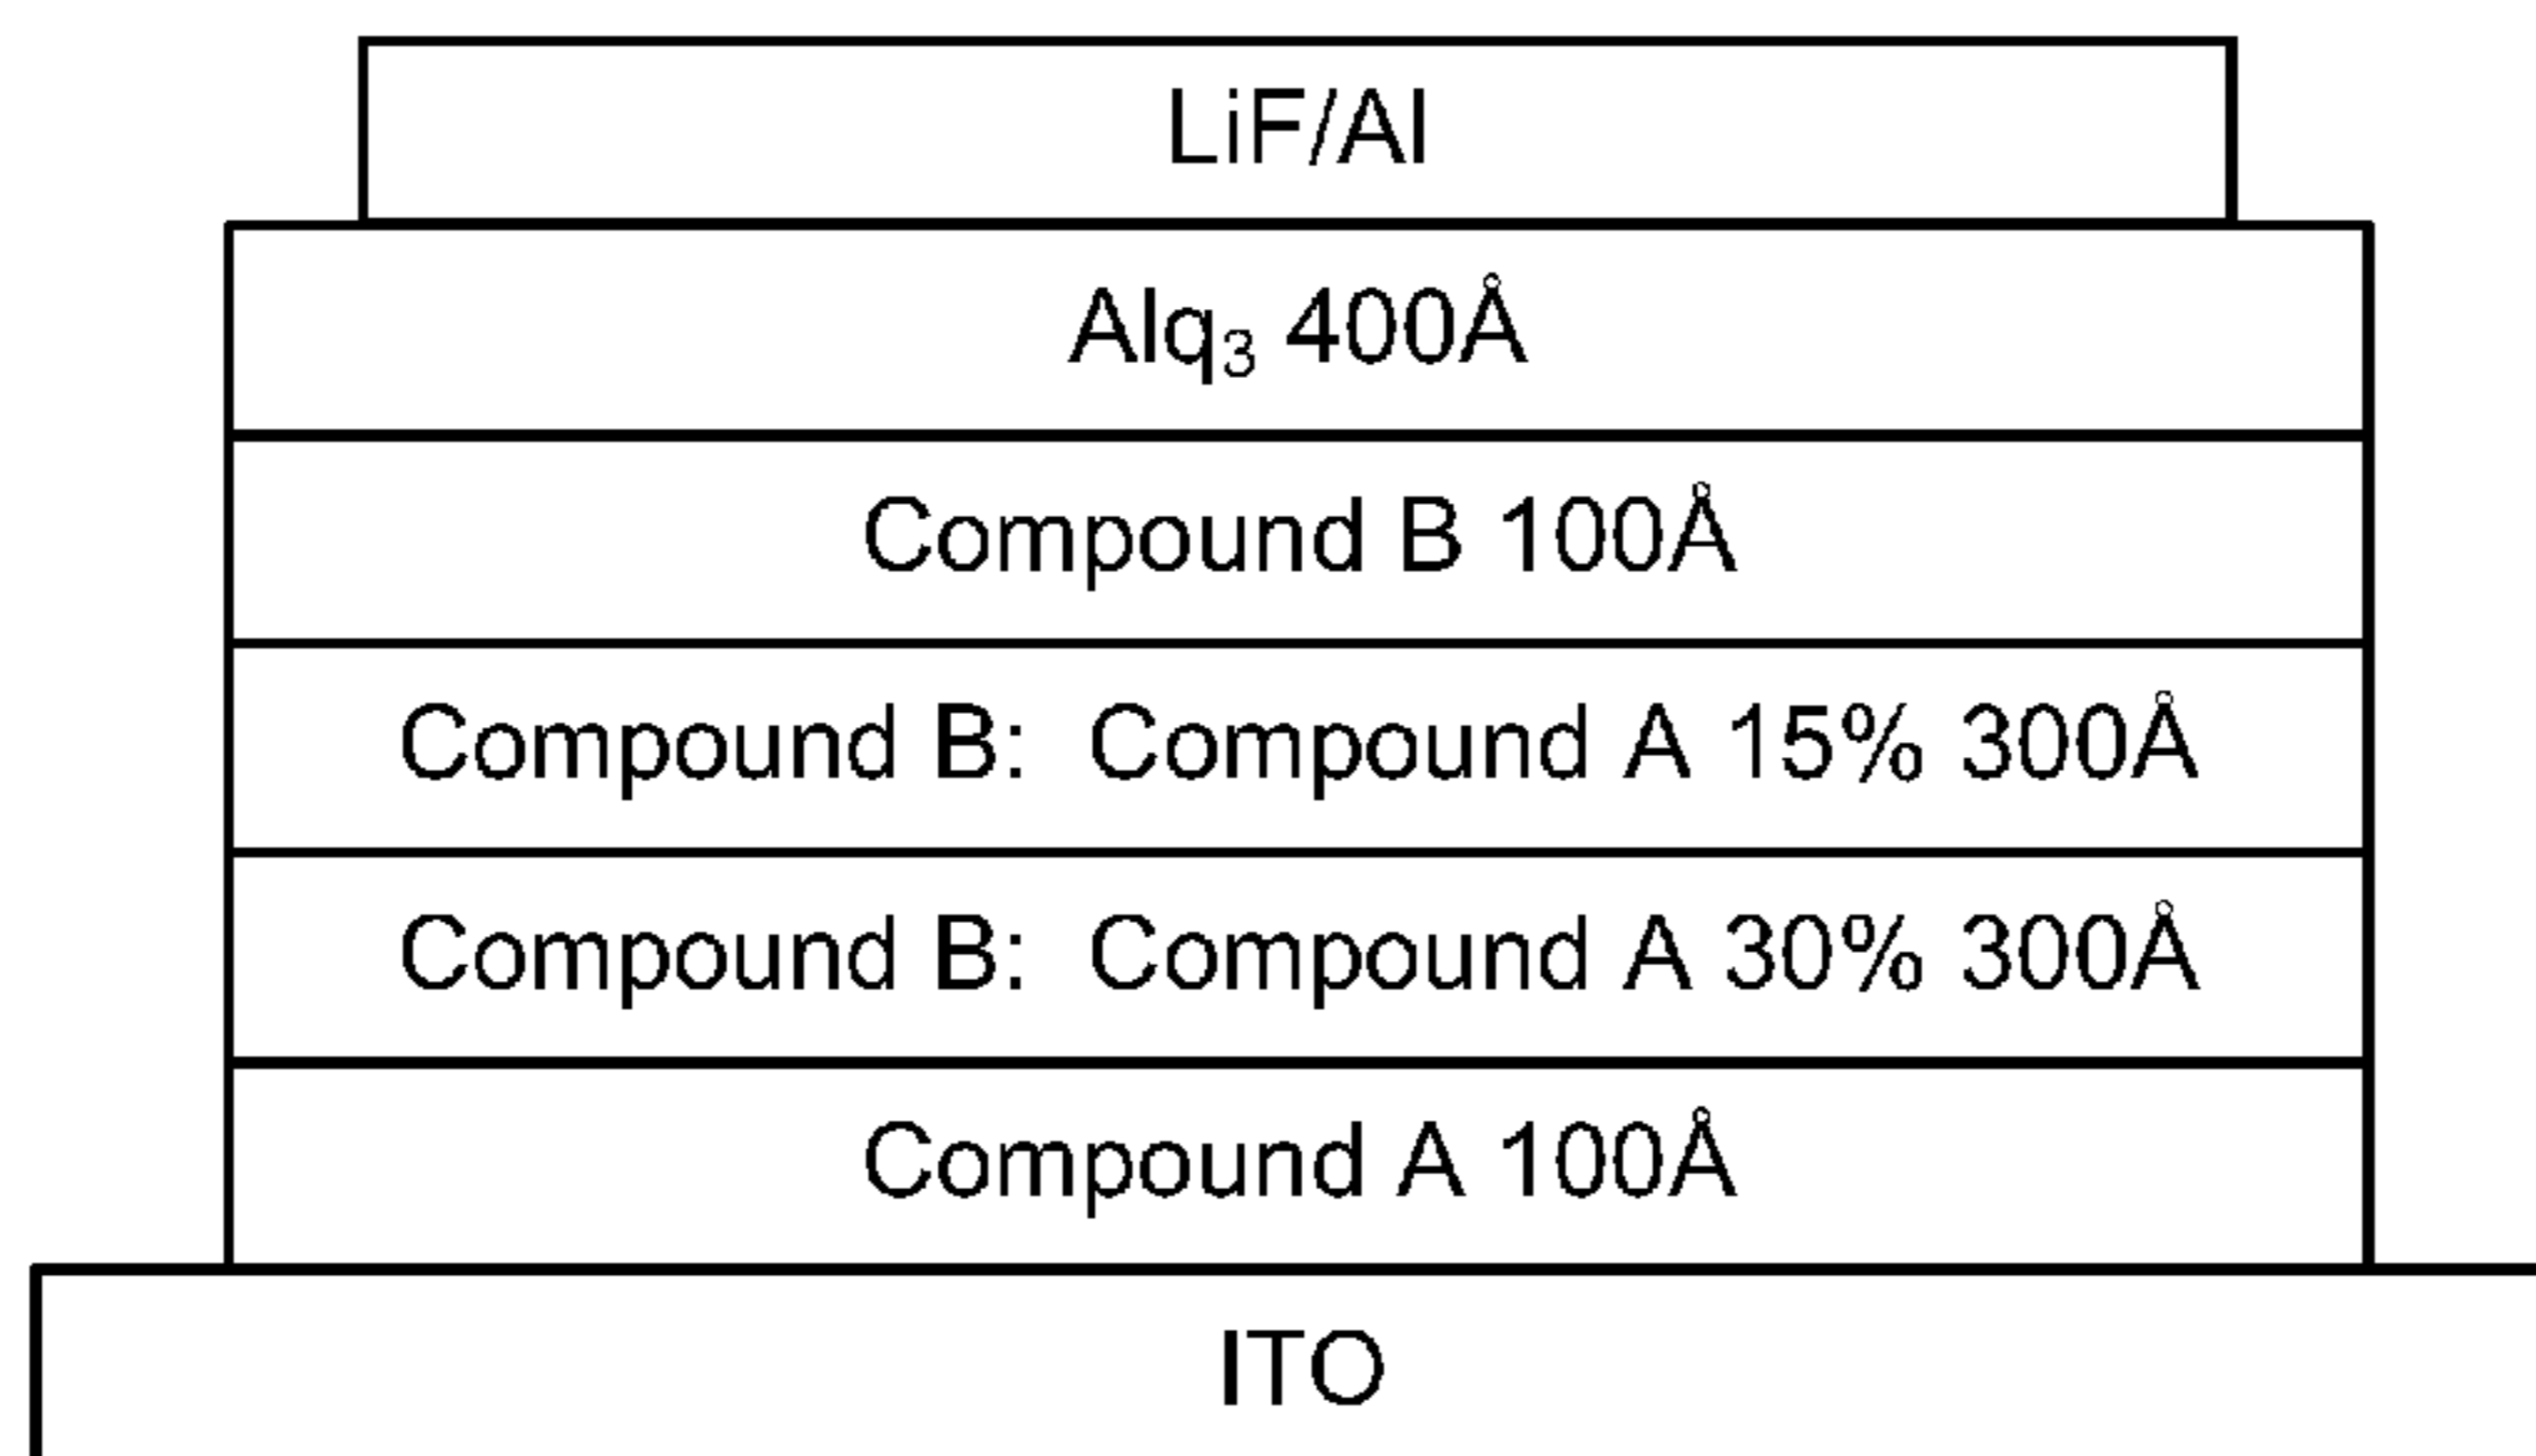 LiF/Al
Alq₃ 400Å
Compound B 100Å
Compound B: Compound A 15% 300Å
Compound B: Compound A 30% 300Å
Compound A 100Å
ITO